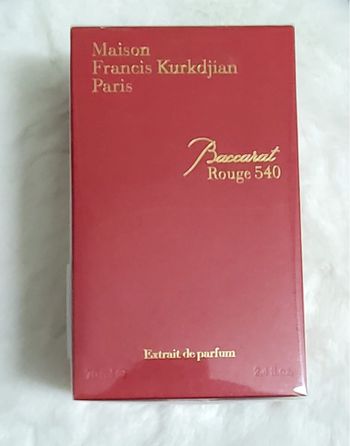 Maison
Francis Kurkdjian
Paris
Baccarat
Rouge 540
Extrait de parfum